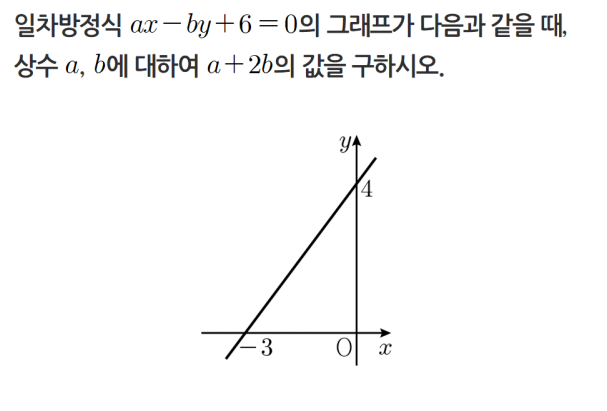 일차방정식 ax−by+6=0의 그래프가 다음과 같을 때,
상수 a, b에 대하여 a+2b의 값을 구하시오.
y
4
−3
O
x